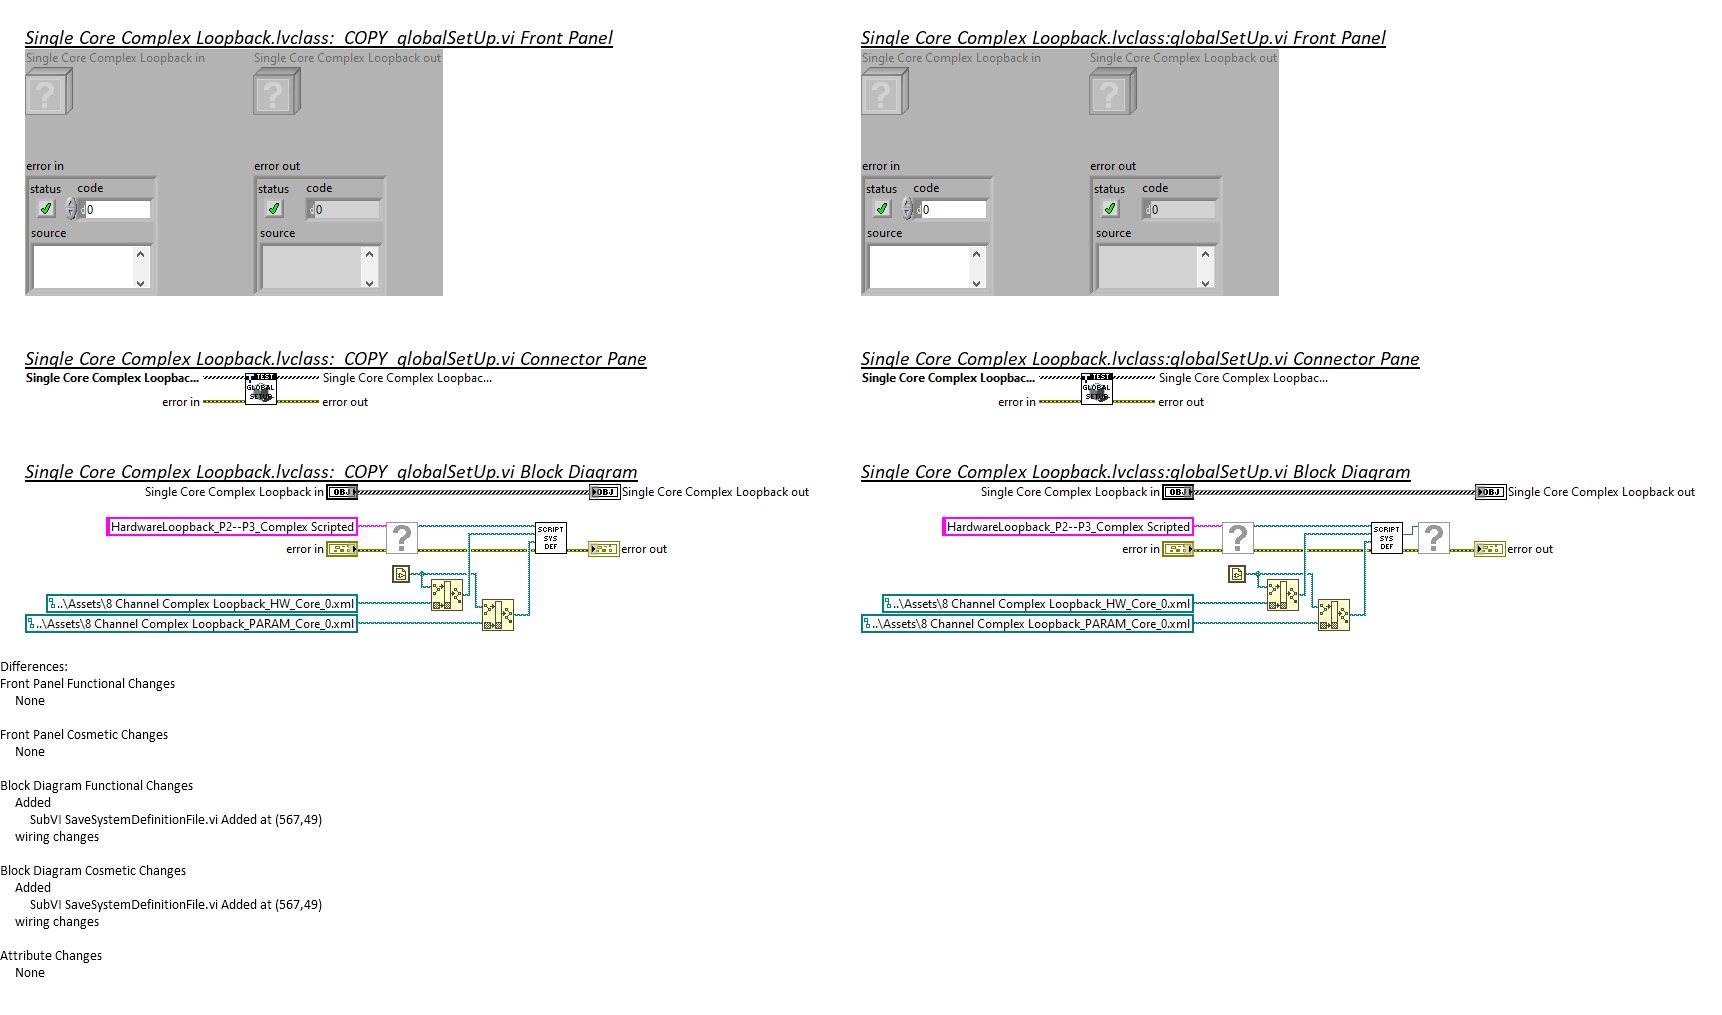 Single Core Complex Loopback.lvclass:_COPY_globalSetUp.vi Front Panel
Single Core Complex Loopback in
Single Core Complex Loopback out
?
?
error in
error out
status code
status code
0
0
source
source
Single Core Complex Loopback.lvclass:globalSetUp.vi Front Panel
Single Core Complex Loopback in
Single Core Complex Loopback out
?
?
error in
error out
status code
status code
0
0
source
source
Single Core Complex Loopback.lvclass:_COPY_globalSetUp.vi Connector Pane
Single Core Complex Loopbac...
TEST
GLOBAL
SETUP
Single Core Complex Loopbac...
error in
error out
Single Core Complex Loopback.lvclass:globalSetUp.vi Connector Pane
Single Core Complex Loopbac...
TEST
GLOBAL
SETUP
Single Core Complex Loopbac...
error in
error out
Single Core Complex Loopback.lvclass:_COPY_globalSetUp.vi Block Diagram
Single Core Complex Loopback in
OBJ
OBJ
Single Core Complex Loopback out
HardwareLoopback_P2--P3_Complex Scripted
?
SCRIPT
SYS
DEF
error in
error out
..\Assets\8 Channel Complex Loopback_HW_Core_0.xml
..\Assets\8 Channel Complex Loopback_PARAM_Core_0.xml
Single Core Complex Loopback.lvclass:globalSetUp.vi Block Diagram
Single Core Complex Loopback in
OBJ
OBJ
Single Core Complex Loopback out
HardwareLoopback_P2--P3_Complex Scripted
?
SCRIPT
SYS
DEF
?
error in
error out
..\Assets\8 Channel Complex Loopback_HW_Core_0.xml
..\Assets\8 Channel Complex Loopback_PARAM_Core_0.xml
Differences:
Front Panel Functional Changes
None
Front Panel Cosmetic Changes
None
Block Diagram Functional Changes
Added
SubVI SaveSystemDefinitionFile.vi Added at (567,49)
wiring changes
Block Diagram Cosmetic Changes
Added
SubVI SaveSystemDefinitionFile.vi Added at (567,49)
wiring changes
Attribute Changes
None